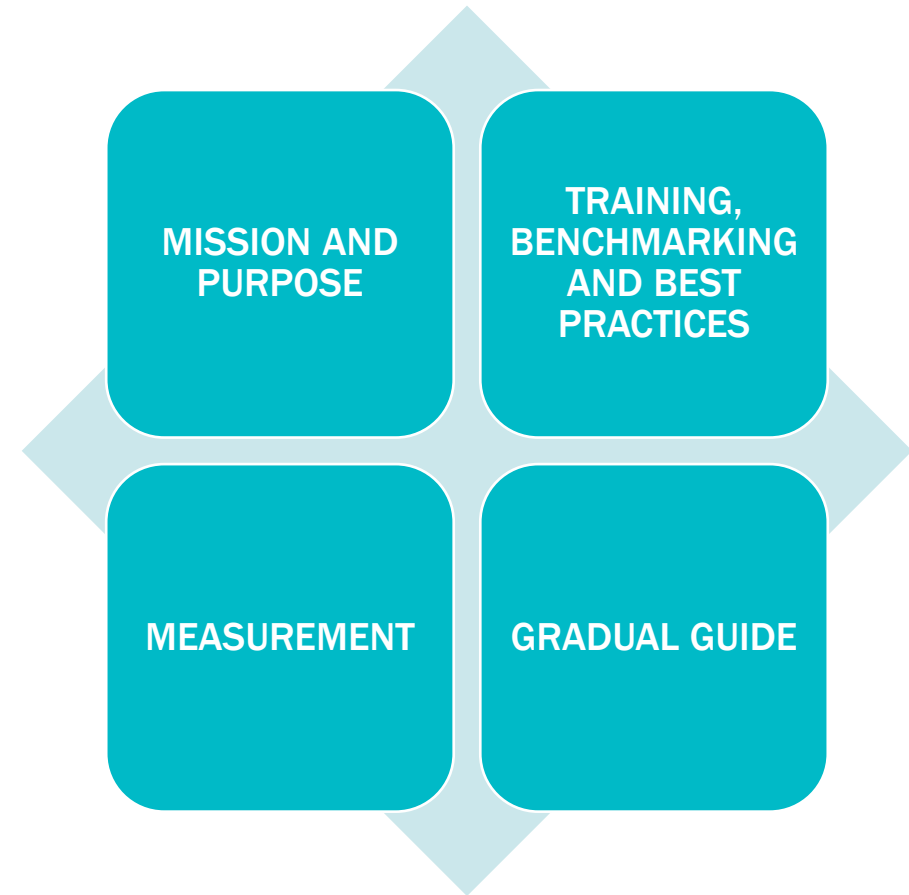 MISSION AND
PURPOSE
TRAINING,
BENCHMARKING
AND BEST
PRACTICES
MEASUREMENT
GRADUAL GUIDE